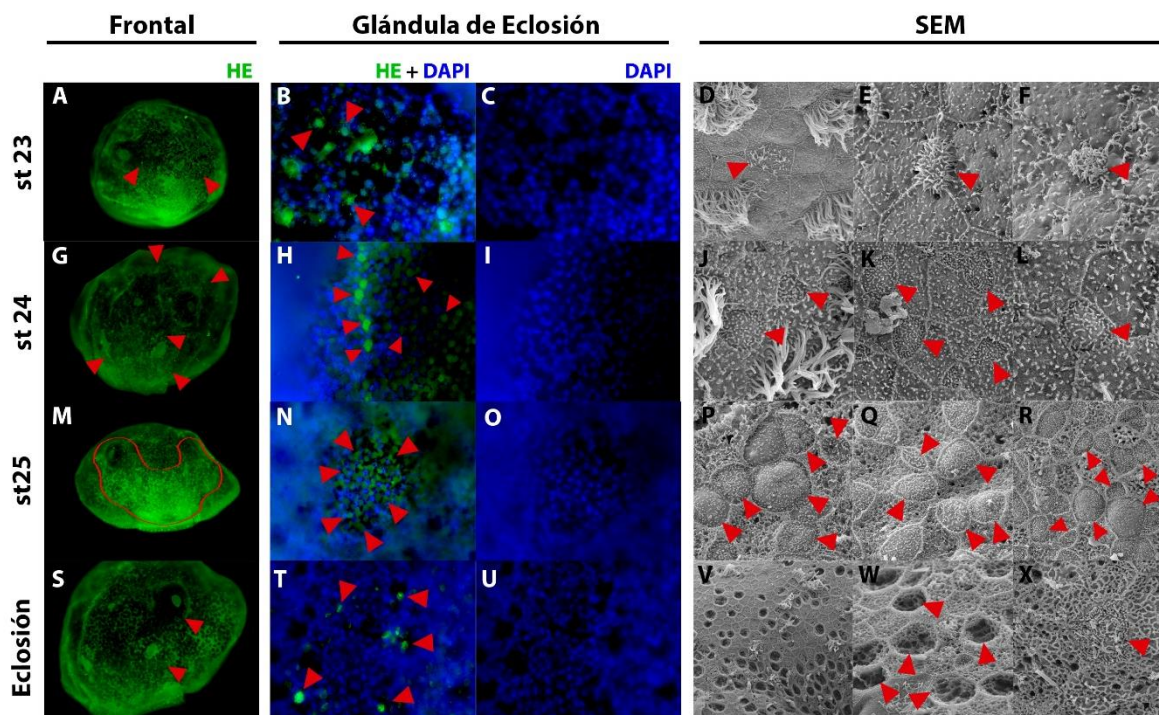 Frontal Glándula de Eclosión SEM
HE HE + DAPI DAPI
st 23
A B C D E F
st 24
G H I J K L
st25
M N O P Q R
Eclosión
S T U V W X